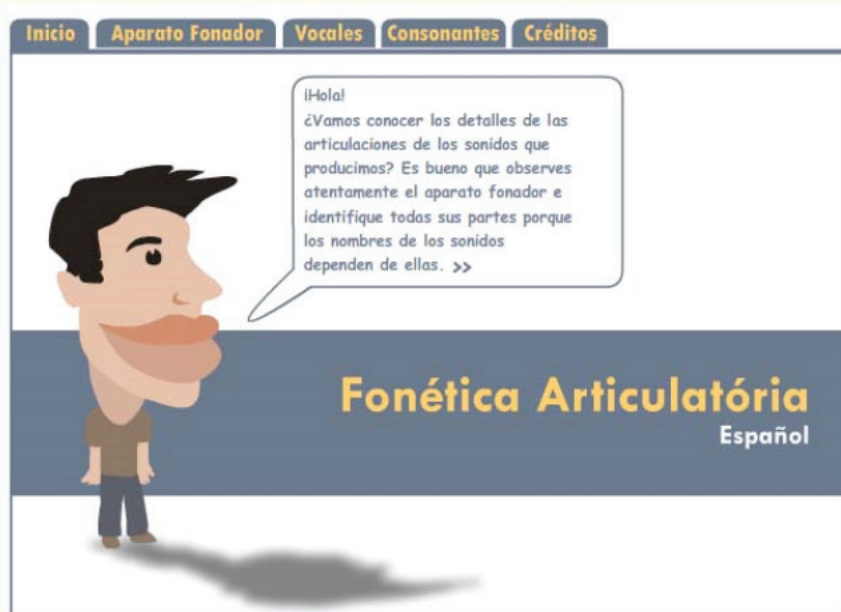 Inicio Aparato Fonador Vocales Consonantes Créditos
¡Hola!
¿Vamos conocer los detalles de las
articulaciones de los sonidos que
producimos? Es bueno que observes
atentamente el aparato fonador e
identifique todas sus partes porque
los nombres de los sonidos
dependen de ellas. >>
Fonética Articulatória
Español